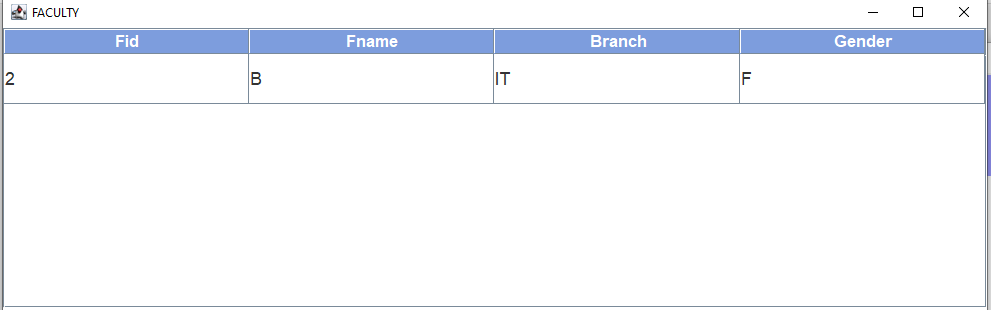 FACULTY
Fid Fname Branch Gender
2 B IT F